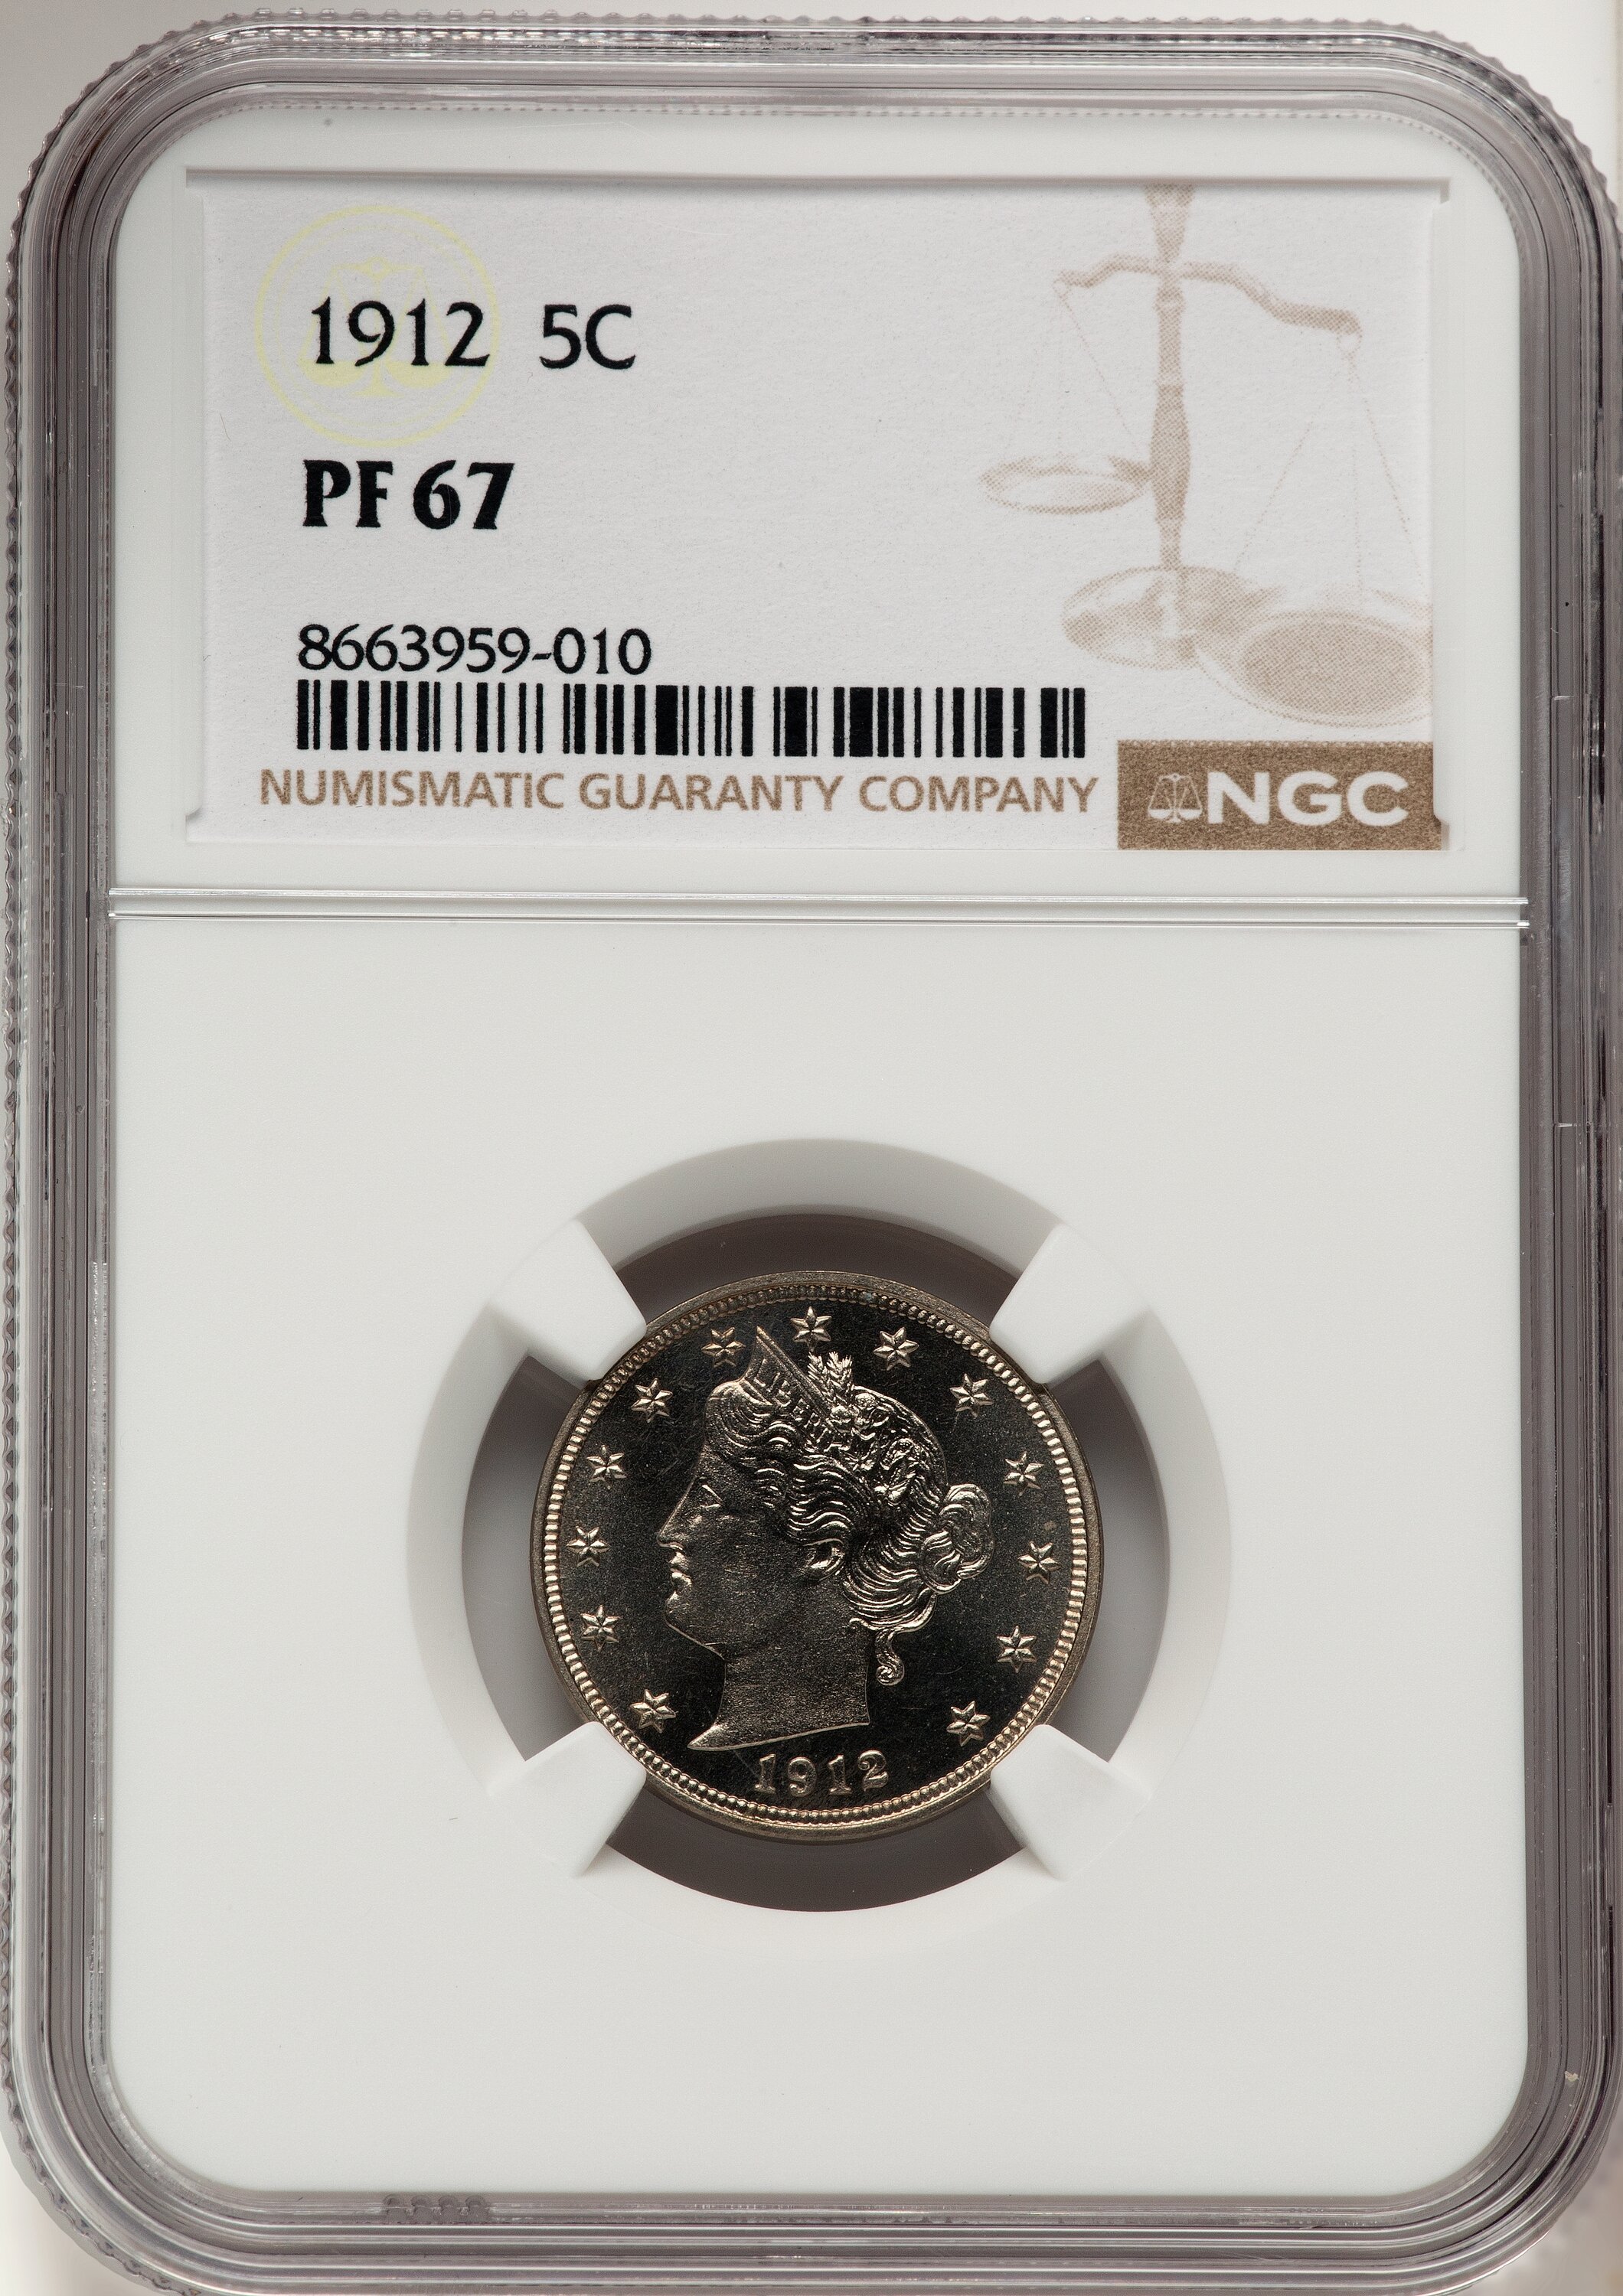 1912 5C
PF 67
8663959-010
NUMISMATIC GUARANTY COMPANY
NGC
LIBERTY
1912